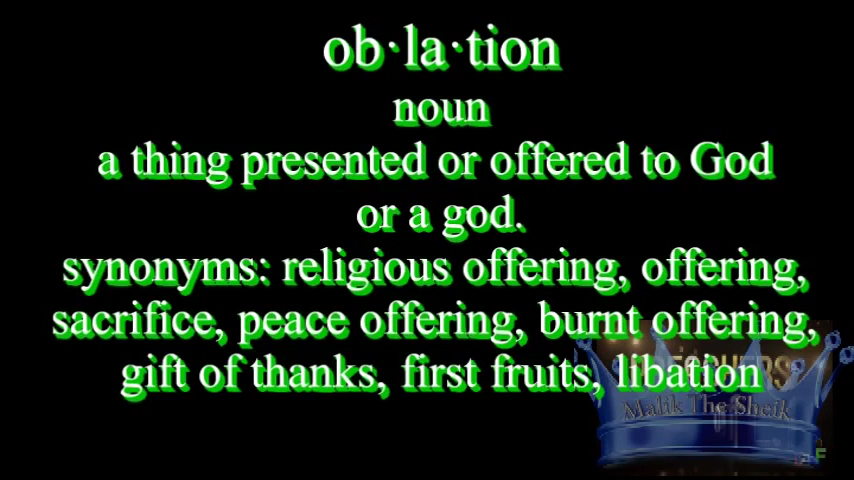 ob·la·tion
noun
a thing presented or offered to God
or a god.
synonyms: religious offering, offering,
sacrifice, peace offering, burnt offering,
gift of thanks, first fruits, libation
Malik The Sheik